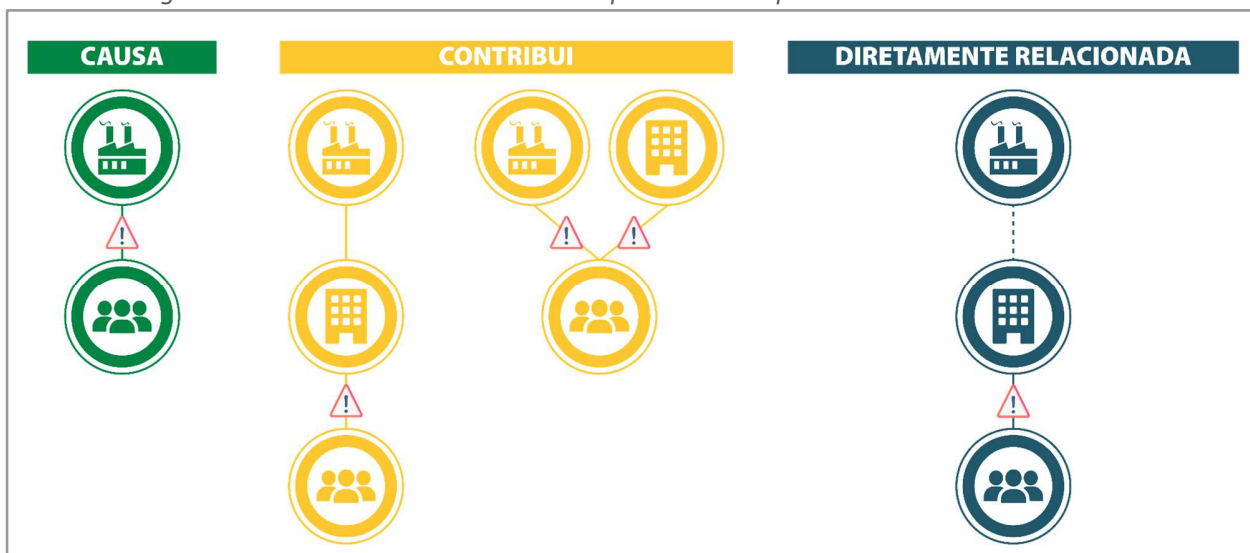 CAUSA
CONTRIBUI
DIRETAMENTE RELACIONADA
!
! !
! !